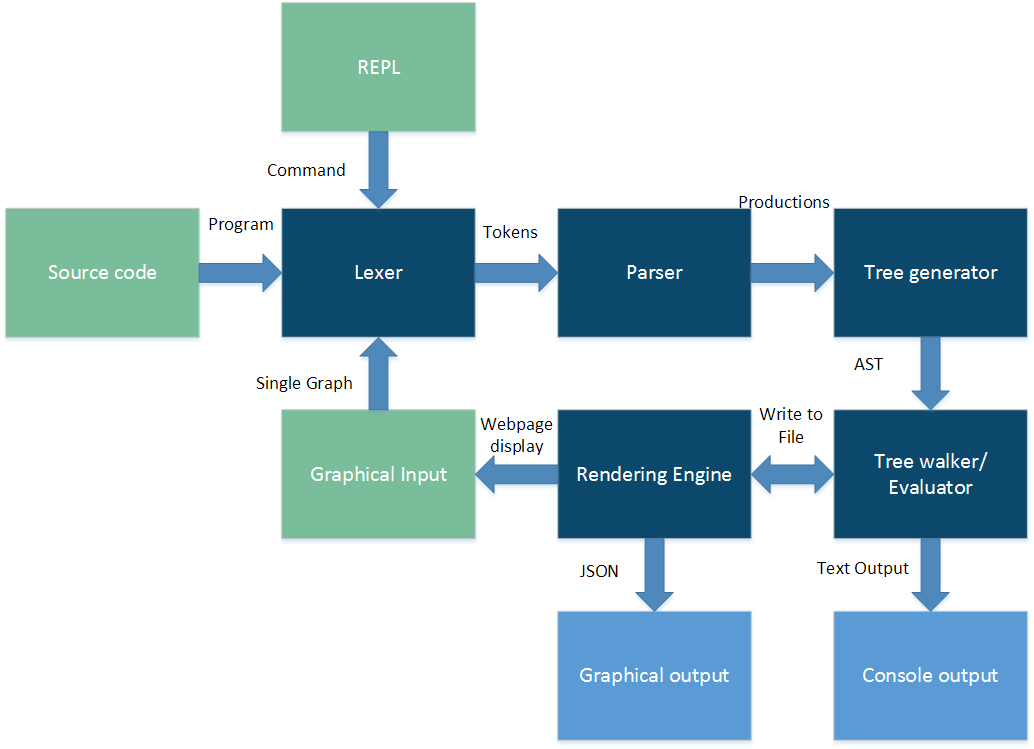 REPL
Command
Program
Tokens
Productions
Source code
Lexer
Parser
Tree generator
Single Graph
AST
Webpage
display
Write to
File
Graphical Input
Rendering Engine
Tree walker/
Evaluator
JSON
Text Output
Graphical output
Console output